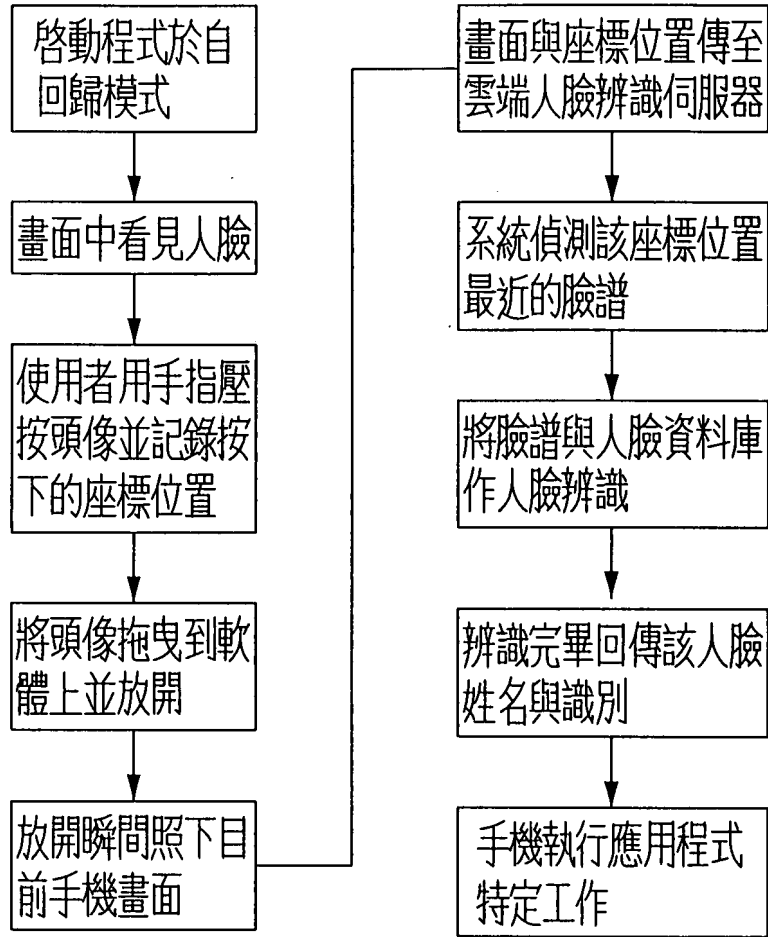 啓動程式於自
回歸模式
畫面中看見人臉
使用者用手指壓
按頭像並記錄按
下的座標位置
將頭像拖曳到軟
體上並放開
放開瞬間照下目
前手機畫面
畫面與座標位置傳至
雲端人臉辨識伺服器
系統偵測該座標位置
最近的臉譜
將臉譜與人臉資料庫
作人臉辨識
辨識完畢回傳該人臉
姓名與識別
手機執行應用程式
特定工作